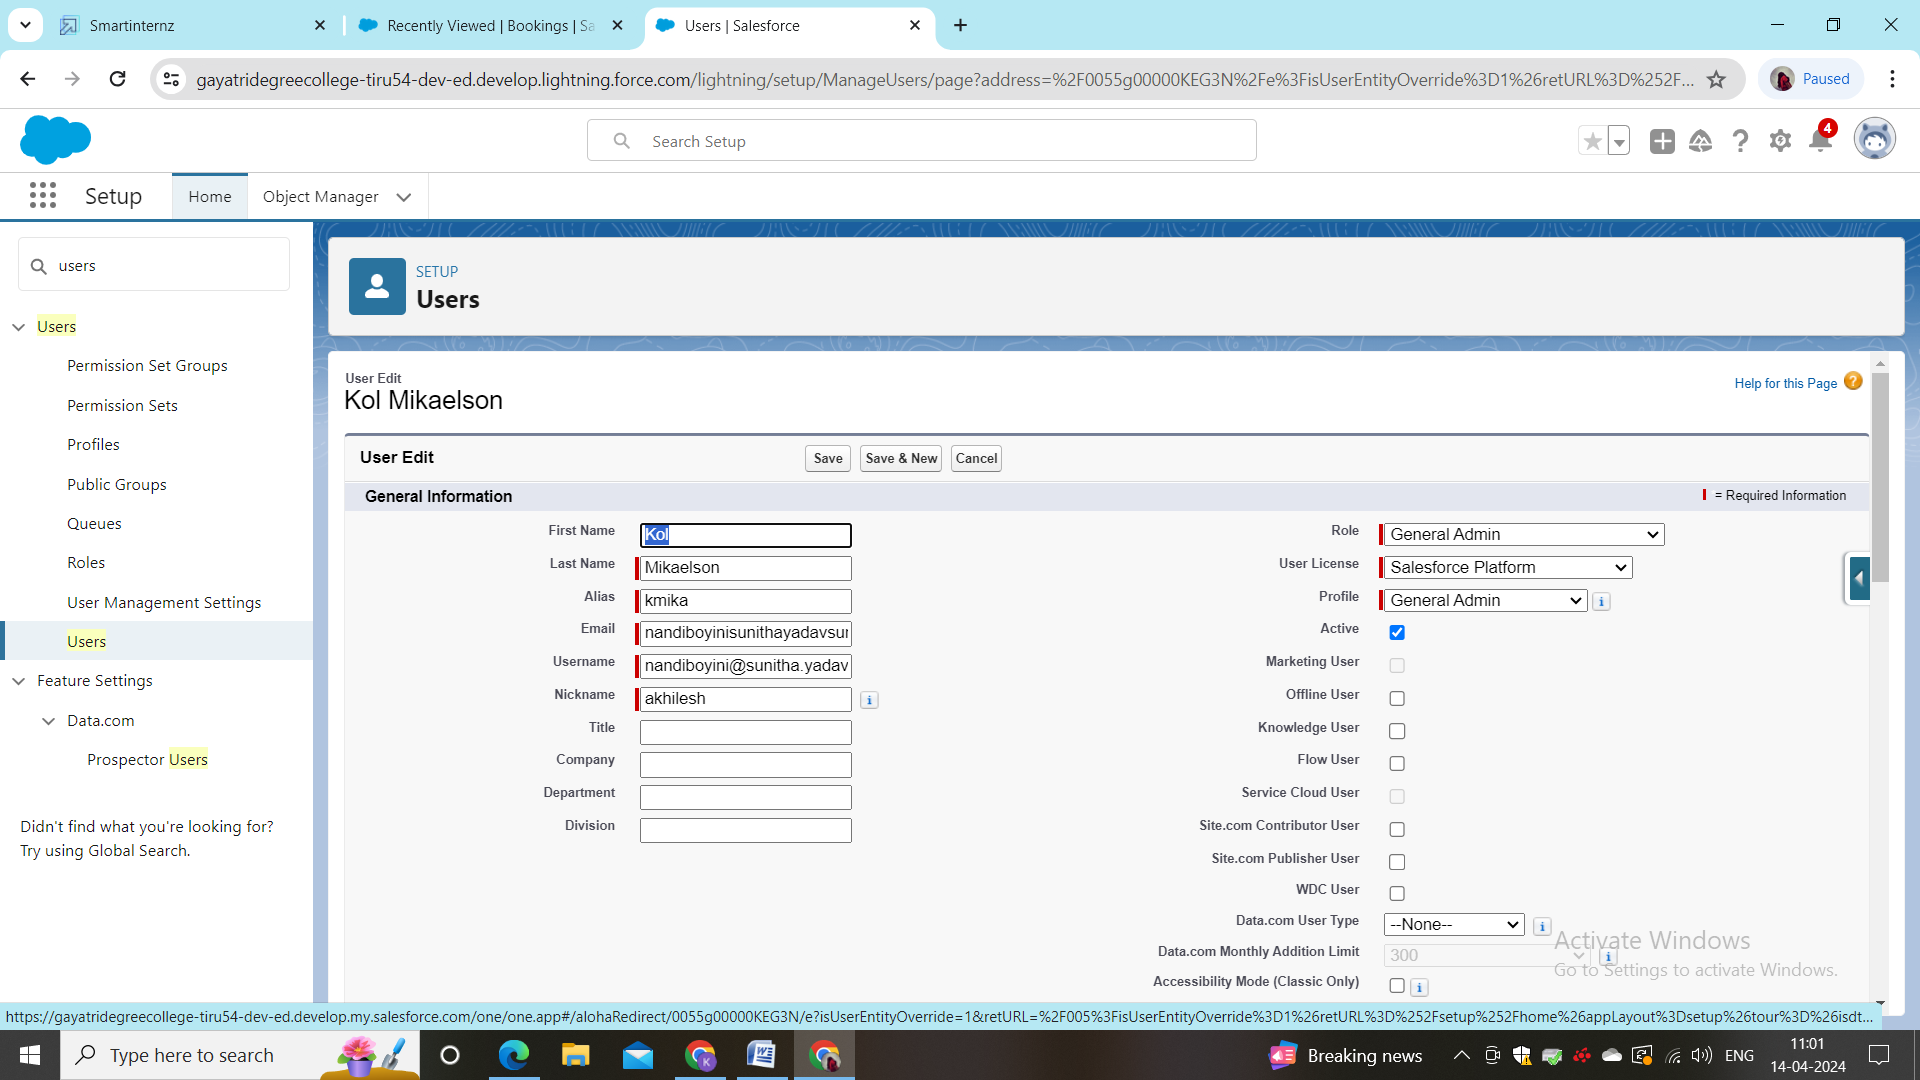 Smartinternz
Recently Viewed | Bookings | Sa
Users | Salesforce
gayatridegreecollege-tiru54-dev-ed.develop.lightning.force.com/lightning/setup/ManageUsers/page?address=%2F0055g00000KEG3N%2Fe%3FisUserEntityOverride%3D1%26retURL%3D%252F...
Paused
Search Setup
4
Setup
Home
Object Manager
users
Users
Permission Set Groups
Permission Sets
Profiles
Public Groups
Queues
Roles
User Management Settings
Users
Feature Settings
Data.com
Prospector Users
Didn't find what you're looking for?
Try using Global Search.
SETUP
Users
User Edit
Kol Mikaelson
Help for this Page
User Edit
Save
Save & New
Cancel
General Information
= Required Information
First Name Kol
Last Name Mikaelson
Alias kmika
Email nandiboyinisunithayadavsun
Username nandiboyini@sunitha.yadav
Nickname akhilesh
Title
Company
Department
Division
Role General Admin
User License Salesforce Platform
Profile General Admin
Active
Marketing User
Offline User
Knowledge User
Flow User
Service Cloud User
Site.com Contributor User
Site.com Publisher User
WDC User
Data.com User Type --None--
Data.com Monthly Addition Limit 300
Accessibility Mode (Classic Only)
Activate Windows
Go to Settings to activate Windows.
https://gayatridegreecollege-tiru54-dev-ed.develop.my.salesforce.com/one/one.app#/alohaRedirect/0055g00000KEG3N/e?isUserEntityOverride=1&retURL=%2F005%3FisUserEntityOverride%3D1%26retURL%3D%252Fsetup%252Fhome%26appLayout%3Dsetup%26tour%3D%26isdt...
Type here to search
Breaking news
ENG
11:01
14-04-2024